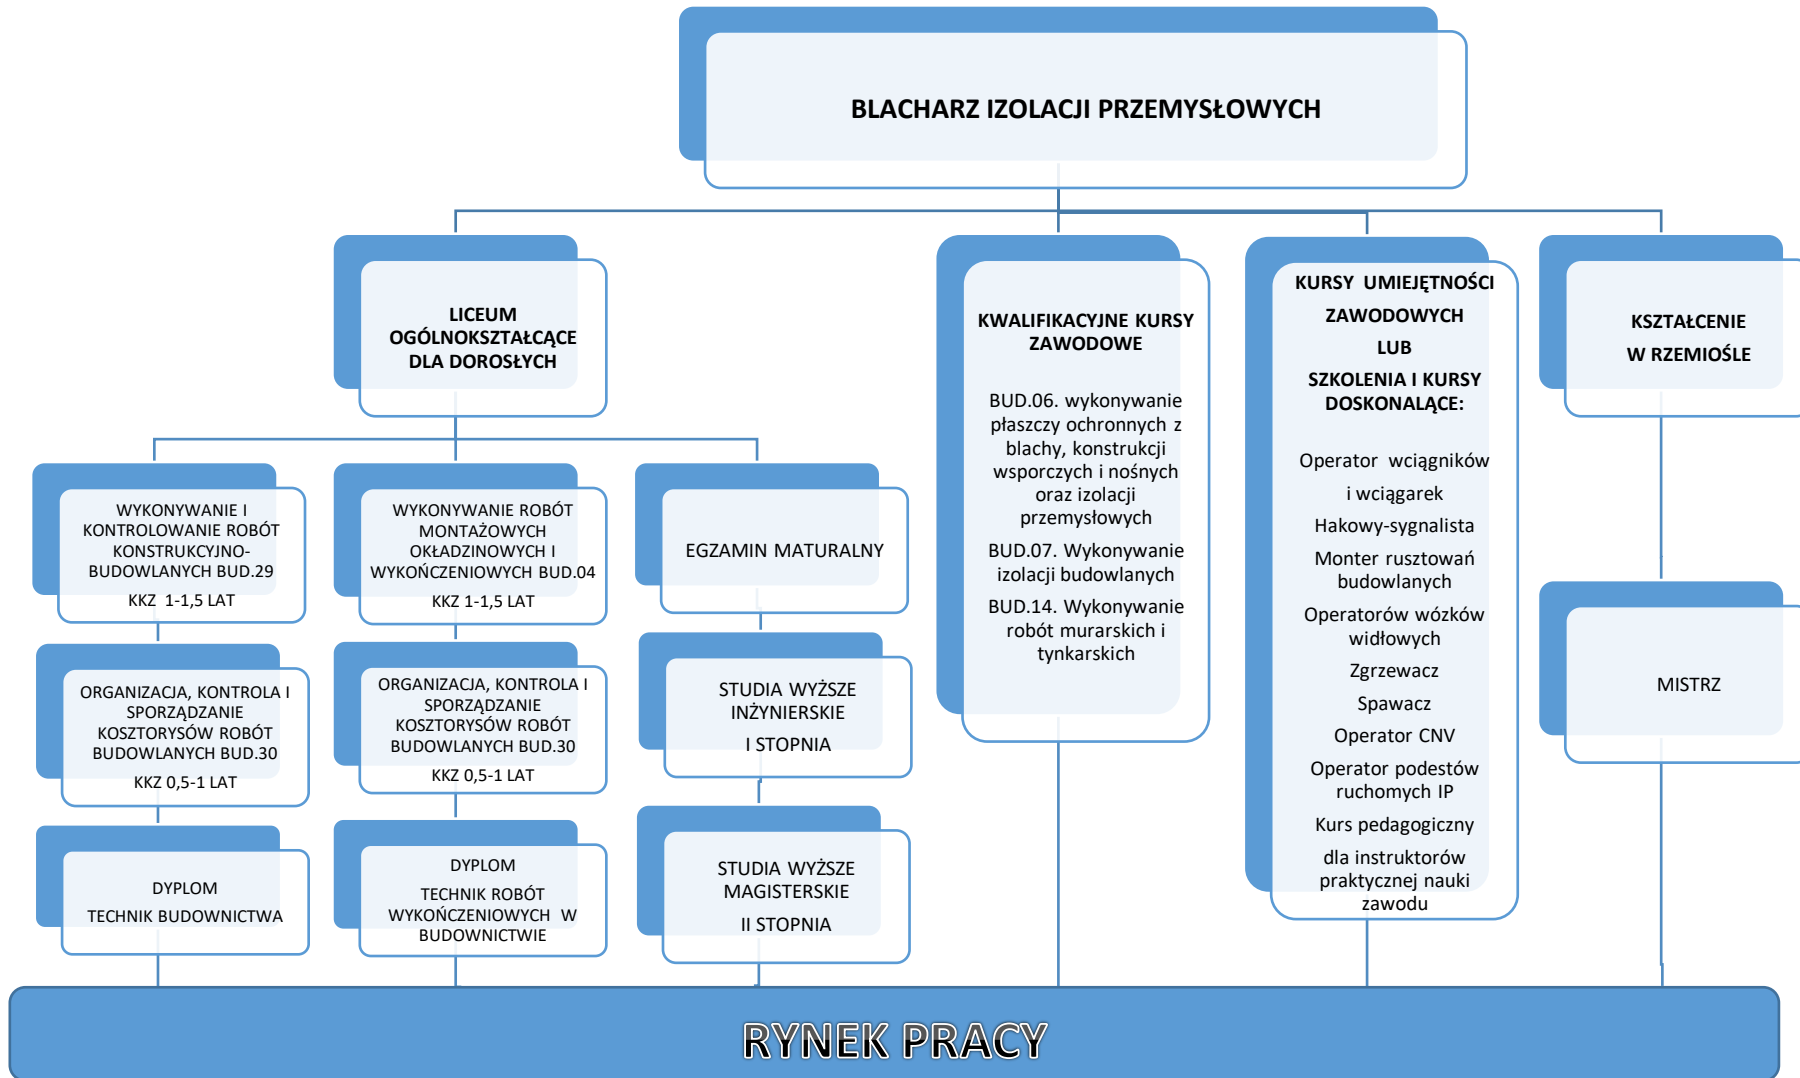 BLACHARZ IZOLACJI PRZEMYSŁOWYCH
LICEUM
OGÓLNOKSZTAŁCĄCE
DLA DOROSŁYCH
WYKONYWANIE I
KONTROLOWANIE ROBÓT
KONSTRUKCYJNO-
BUDOWLANYCH BUD.29
KKZ 1-1,5 LAT
ORGANIZACJA, KONTROLA I
SPORZĄDZANIE
KOSZTORYSÓW ROBÓT
BUDOWLANYCH BUD.30
KKZ 0,5-1 LAT
DYPLOM
TECHNIK BUDOWNICTWA
WYKONYWANIE ROBÓT
MONTAŻOWYCH
OKŁADZINOWYCH I
WYKOŃCZENIOWYCH BUD.04
KKZ 1-1,5 LAT
ORGANIZACJA, KONTROLA I
SPORZĄDZANIE
KOSZTORYSÓW ROBÓT
BUDOWLANYCH BUD.30
KKZ 0,5-1 LAT
DYPLOM
TECHNIK ROBÓT
WYKOŃCZENIOWYCH W
BUDOWNICTWIE
EGZAMIN MATURALNY
STUDIA WYŻSZE
INŻYNIERSKIE
I STOPNIA
STUDIA WYŻSZE
MAGISTERSKIE
II STOPNIA
KWALIFIKACYJNE KURSY
ZAWODOWE
BUD.06. wykonywanie
płaszczy ochronnych z
blachy, konstrukcji
wsporczych i nośnych
oraz izolacji
przemysłowych
BUD.07. Wykonywanie
izolacji budowlanych
BUD.14. Wykonywanie
robót murarskich i
tynkarskich
KURSY UMIEJĘTNOŚCI
ZAWODOWYCH
LUB
SZKOLENIA I KURSY
DOSKONALĄCE:
Operator wciągników
i wciągarek
Hakowy-sygnalista
Monter rusztowań
budowlanych
Operatorów wózków
widłowych
Zgrzewacz
Spawacz
Operator CNV
Operator podestów
ruchomych IP
Kurs pedagogiczny
dla instruktorów
praktycznej nauki
zawodu
KSZTAŁCENIE
W RZEMIOŚLE
MISTRZ
RYNEK PRACY